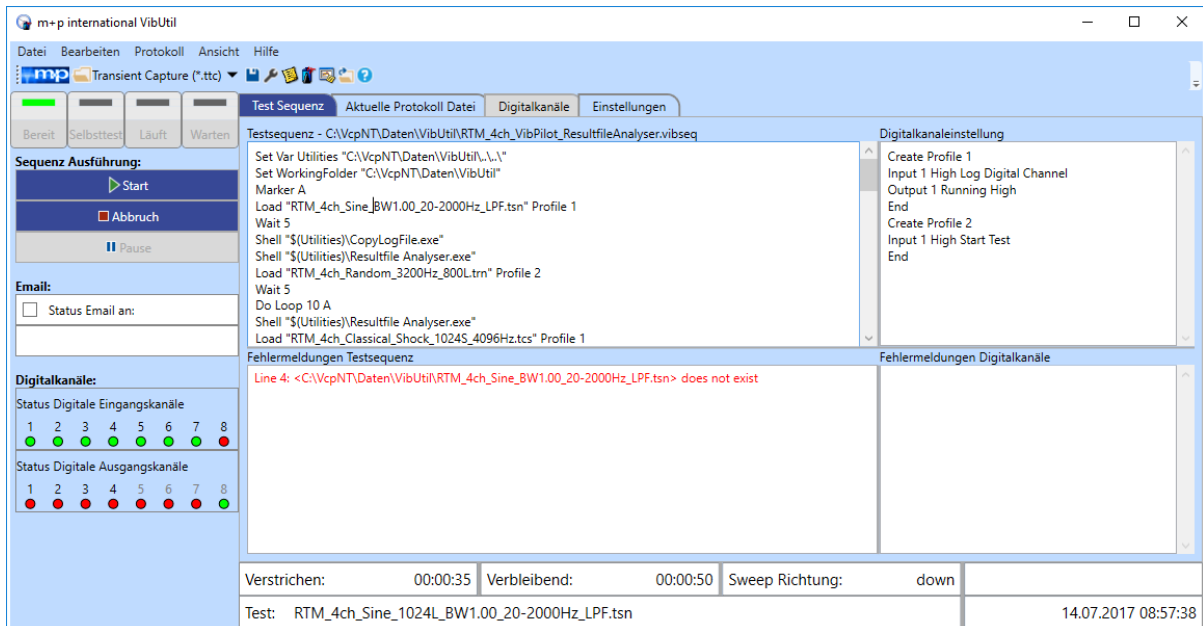 m+p international VibUtil
Datei Bearbeiten Protokoll Ansicht Hilfe
mp Transient Capture (*.ttc)
Bereit Selbsttest Läuft Warten
Sequenz Ausführung:
Start
Abbruch
Pause
Email:
Status Email an:
Digitalkanäle:
Status Digitale Eingangskanäle
1 2 3 4 5 6 7 8
Status Digitale Ausgangskanäle
1 2 3 4 5 6 7 8
Test Sequenz Aktuelle Protokoll Datei Digitalkanäle Einstellungen
Testsequenz - C:\VcpNT\Daten\VibUtil\RTM_4ch_VibPilot_ResultfileAnalyser.vibseq
Set Var Utilities "C:\VcpNT\Daten\VibUtil\..\..\"
Set WorkingFolder "C:\VcpNT\Daten\VibUtil"
Marker A
Load "RTM_4ch_Sine_BW1.00_20-2000Hz_LPF.tsn" Profile 1
Wait 5
Shell "$(Utilities)\CopyLogFile.exe"
Shell "$(Utilities)\Resultfile Analyser.exe"
Load "RTM_4ch_Random_3200Hz_800L.trn" Profile 2
Wait 5
Do Loop 10 A
Shell "$(Utilities)\Resultfile Analyser.exe"
Load "RTM_4ch_Classical_Shock_1024S_4096Hz.tcs" Profile 1
Digitalkanaleinstellung
Create Profile 1
Input 1 High Log Digital Channel
Output 1 Running High
End
Create Profile 2
Input 1 High Start Test
End
Fehlermeldungen Testsequenz
Line 4: <C:\VcpNT\Daten\VibUtil\RTM_4ch_Sine_BW1.00_20-2000Hz_LPF.tsn> does not exist
Fehlermeldungen Digitalkanäle
Verstrichen: 00:00:35 Verbleibend: 00:00:50 Sweep Richtung: down
Test: RTM_4ch_Sine_1024L_BW1.00_20-2000Hz_LPF.tsn 14.07.2017 08:57:38